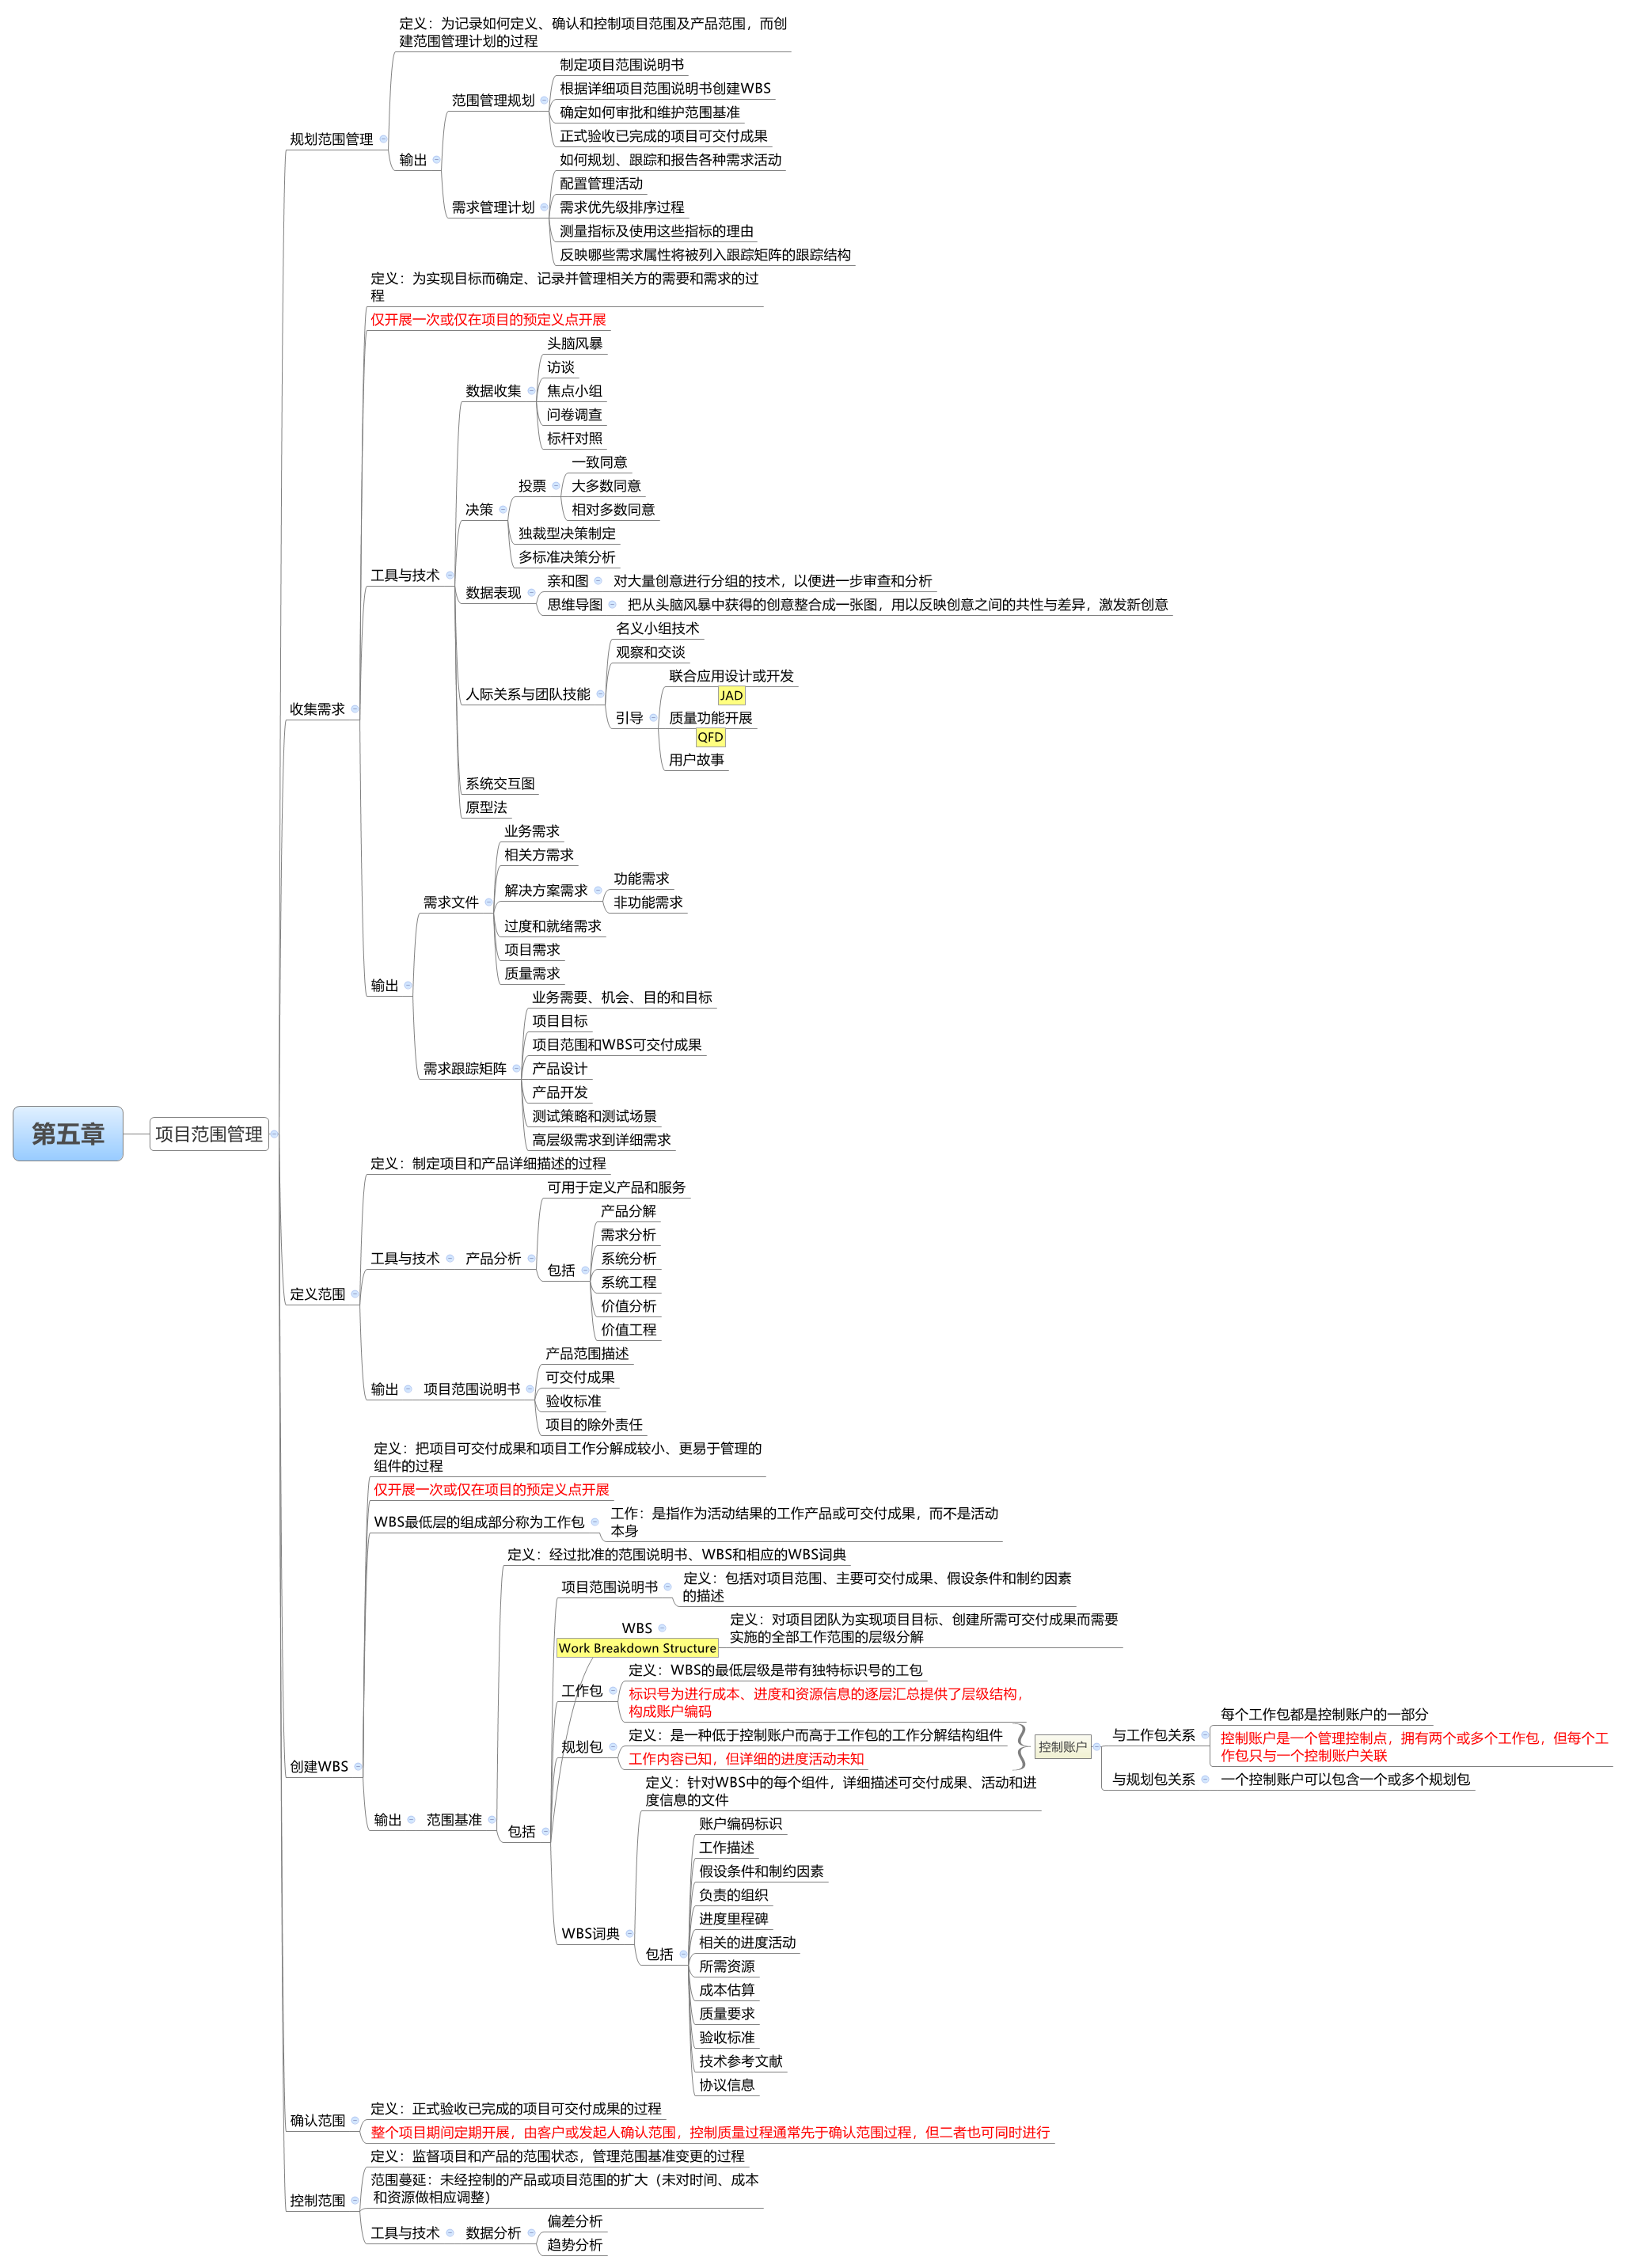 第五章
项目范围管理
规划范围管理
定义：为记录如何定义、确认和控制项目范围及产品范围，而创
建范围管理计划的过程
输出
范围管理规划
制定项目范围说明书
根据详细项目范围说明书创建WBS
确定如何审批和维护范围基准
正式验收已完成的项目可交付成果
需求管理计划
如何规划、跟踪和报告各种需求活动
配置管理活动
需求优先级排序过程
测量指标及使用这些指标的理由
反映哪些需求属性将被列入跟踪矩阵的跟踪结构
收集需求
定义：为实现目标而确定、记录并管理相关方的需要和需求的过
程
仅开展一次或仅在项目的预定义点开展
工具与技术
数据收集
头脑风暴
访谈
焦点小组
问卷调查
标杆对照
决策
投票
一致同意
大多数同意
相对多数同意
独裁型决策制定
多标准决策分析
数据表现
亲和图
对大量创意进行分组的技术，以便进一步审查和分析
思维导图
把从头脑风暴中获得的创意整合成一张图，用以反映创意之间的共性与差异，激发新创意
人际关系与团队技能
名义小组技术
观察和交谈
引导
联合应用设计或开发
JAD
质量功能开展
QFD
用户故事
系统交互图
原型法
输出
需求文件
业务需求
相关方需求
解决方案需求
功能需求
非功能需求
过度和就绪需求
项目需求
质量需求
需求跟踪矩阵
业务需要、机会、目的和目标
项目目标
项目范围和WBS可交付成果
产品设计
产品开发
测试策略和测试场景
高层级需求到详细需求
定义范围
定义：制定项目和产品详细描述的过程
工具与技术
产品分析
可用于定义产品和服务
包括
产品分解
需求分析
系统分析
系统工程
价值分析
价值工程
输出
项目范围说明书
产品范围描述
可交付成果
验收标准
项目的除外责任
创建WBS
定义：把项目可交付成果和项目工作分解成较小、更易于管理的
组件的过程
仅开展一次或仅在项目的预定义点开展
WBS最低层的组成部分称为工作包
工作：是指作为活动结果的工作产品或可交付成果，而不是活动
本身
输出
范围基准
定义：经过批准的范围说明书、WBS和相应的WBS词典
包括
项目范围说明书
定义：包括对项目范围、主要可交付成果、假设条件和制约因素
的描述
WBS
Work Breakdown Structure
定义：对项目团队为实现项目目标、创建所需可交付成果而需要
实施的全部工作范围的层级分解
工作包
定义：WBS的最低层级是带有独特标识号的工包
标识号为进行成本、进度和资源信息的逐层汇总提供了层级结构，
构成账户编码
规划包
定义：是一种低于控制账户而高于工作包的工作分解结构组件
工作内容已知，但详细的进度活动未知
控制账户
与工作包关系
每个工作包都是控制账户的一部分
控制账户是一个管理控制点，拥有两个或多个工作包，但每个工
作包只与一个控制账户关联
与规划包关系
一个控制账户可以包含一个或多个规划包
WBS词典
定义：针对WBS中的每个组件，详细描述可交付成果、活动和进
度信息的文件
包括
账户编码标识
工作描述
假设条件和制约因素
负责的组织
进度里程碑
相关的进度活动
所需资源
成本估算
质量要求
验收标准
技术参考文献
协议信息
确认范围
定义：正式验收已完成的项目可交付成果的过程
整个项目期间定期开展，由客户或发起人确认范围，控制质量过程通常先于确认范围过程，但二者也可同时进行
控制范围
定义：监督项目和产品的范围状态，管理范围基准变更的过程
范围蔓延：未经控制的产品或项目范围的扩大（未对时间、成本
和资源做相应调整）
工具与技术
数据分析
偏差分析
趋势分析